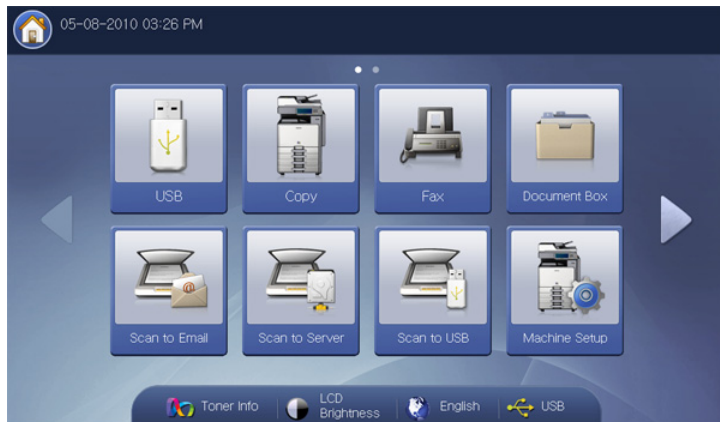 05-08-2010 03:26 PM
USB
Copy
Fax
Document Box
Scan to Email
Scan to Server
Scan to USB
Machine Setup
Toner Info
LCD
Brightness
English
USB